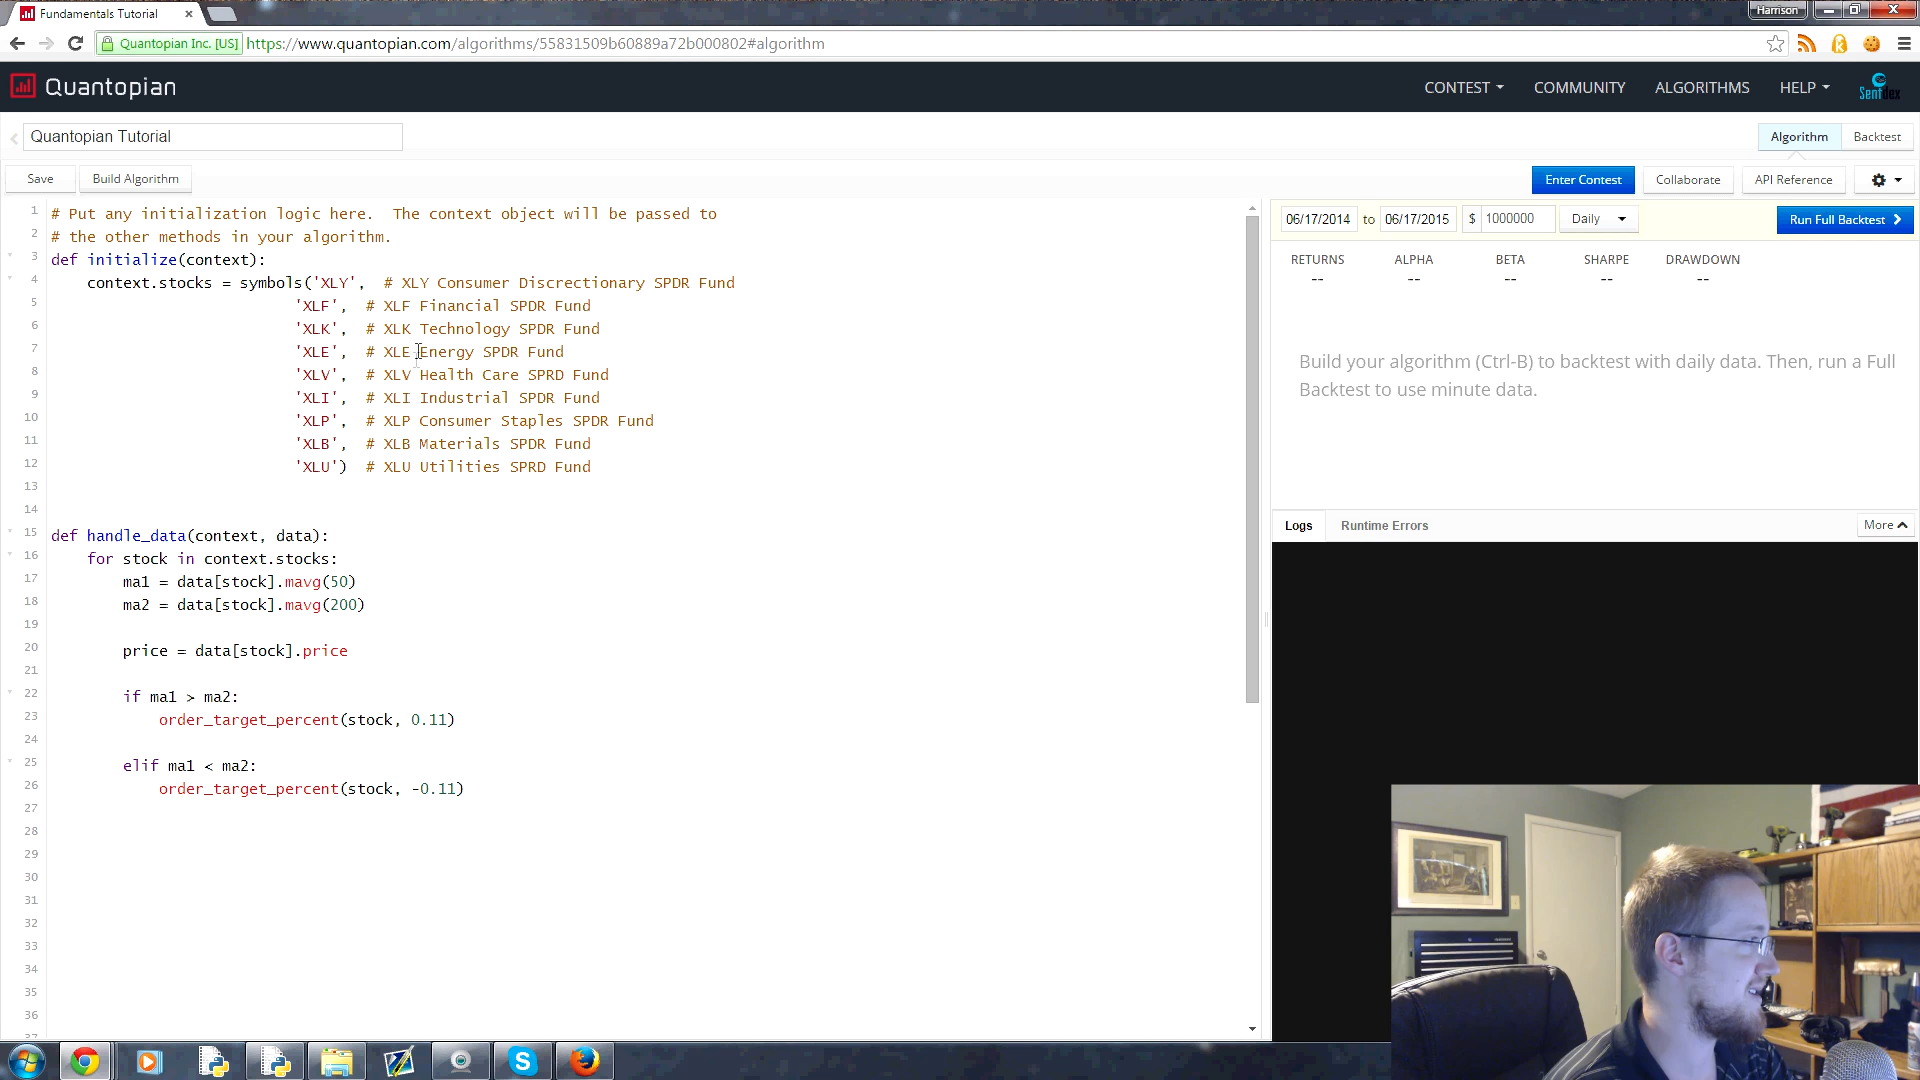 Fundamentals Tutorial
Harrison
Quantopian Inc. [US] https://www.quantopian.com/algorithms/55831509b60889a72b000802#algorithm
Quantopian
CONTEST COMMUNITY ALGORITHMS HELP
Sentdex
Quantopian Tutorial
Algorithm Backtest
Save Build Algorithm
Enter Contest Collaborate API Reference
06/17/2014 to 06/17/2015 $ 1000000 Daily Run Full Backtest
RETURNS ALPHA BETA SHARPE DRAWDOWN
-- -- -- -- --
Build your algorithm (Ctrl-B) to backtest with daily data. Then, run a Full
Backtest to use minute data.
Logs Runtime Errors More
1 # Put any initialization logic here.  The context object will be passed to
2 # the other methods in your algorithm.
3 def initialize(context):
4 context.stocks = symbols('XLY',  # XLY Consumer Discrectionary SPDR Fund
5 'XLF',  # XLF Financial SPDR Fund
6 'XLK',  # XLK Technology SPDR Fund
7 'XLE',  # XLE Energy SPDR Fund
8 'XLV',  # XLV Health Care SPRD Fund
9 'XLI',  # XLI Industrial SPDR Fund
10 'XLP',  # XLP Consumer Staples SPDR Fund
11 'XLB',  # XLB Materials SPDR Fund
12 'XLU')  # XLU Utilities SPRD Fund
13
14
15 def handle_data(context, data):
16 for stock in context.stocks:
17 ma1 = data[stock].mavg(50)
18 ma2 = data[stock].mavg(200)
19
20 price = data[stock].price
21
22 if ma1 > ma2:
23 order_target_percent(stock, 0.11)
24
25 elif ma1 < ma2:
26 order_target_percent(stock, -0.11)
27
28
29
30
31
32
33
34
35
36
37